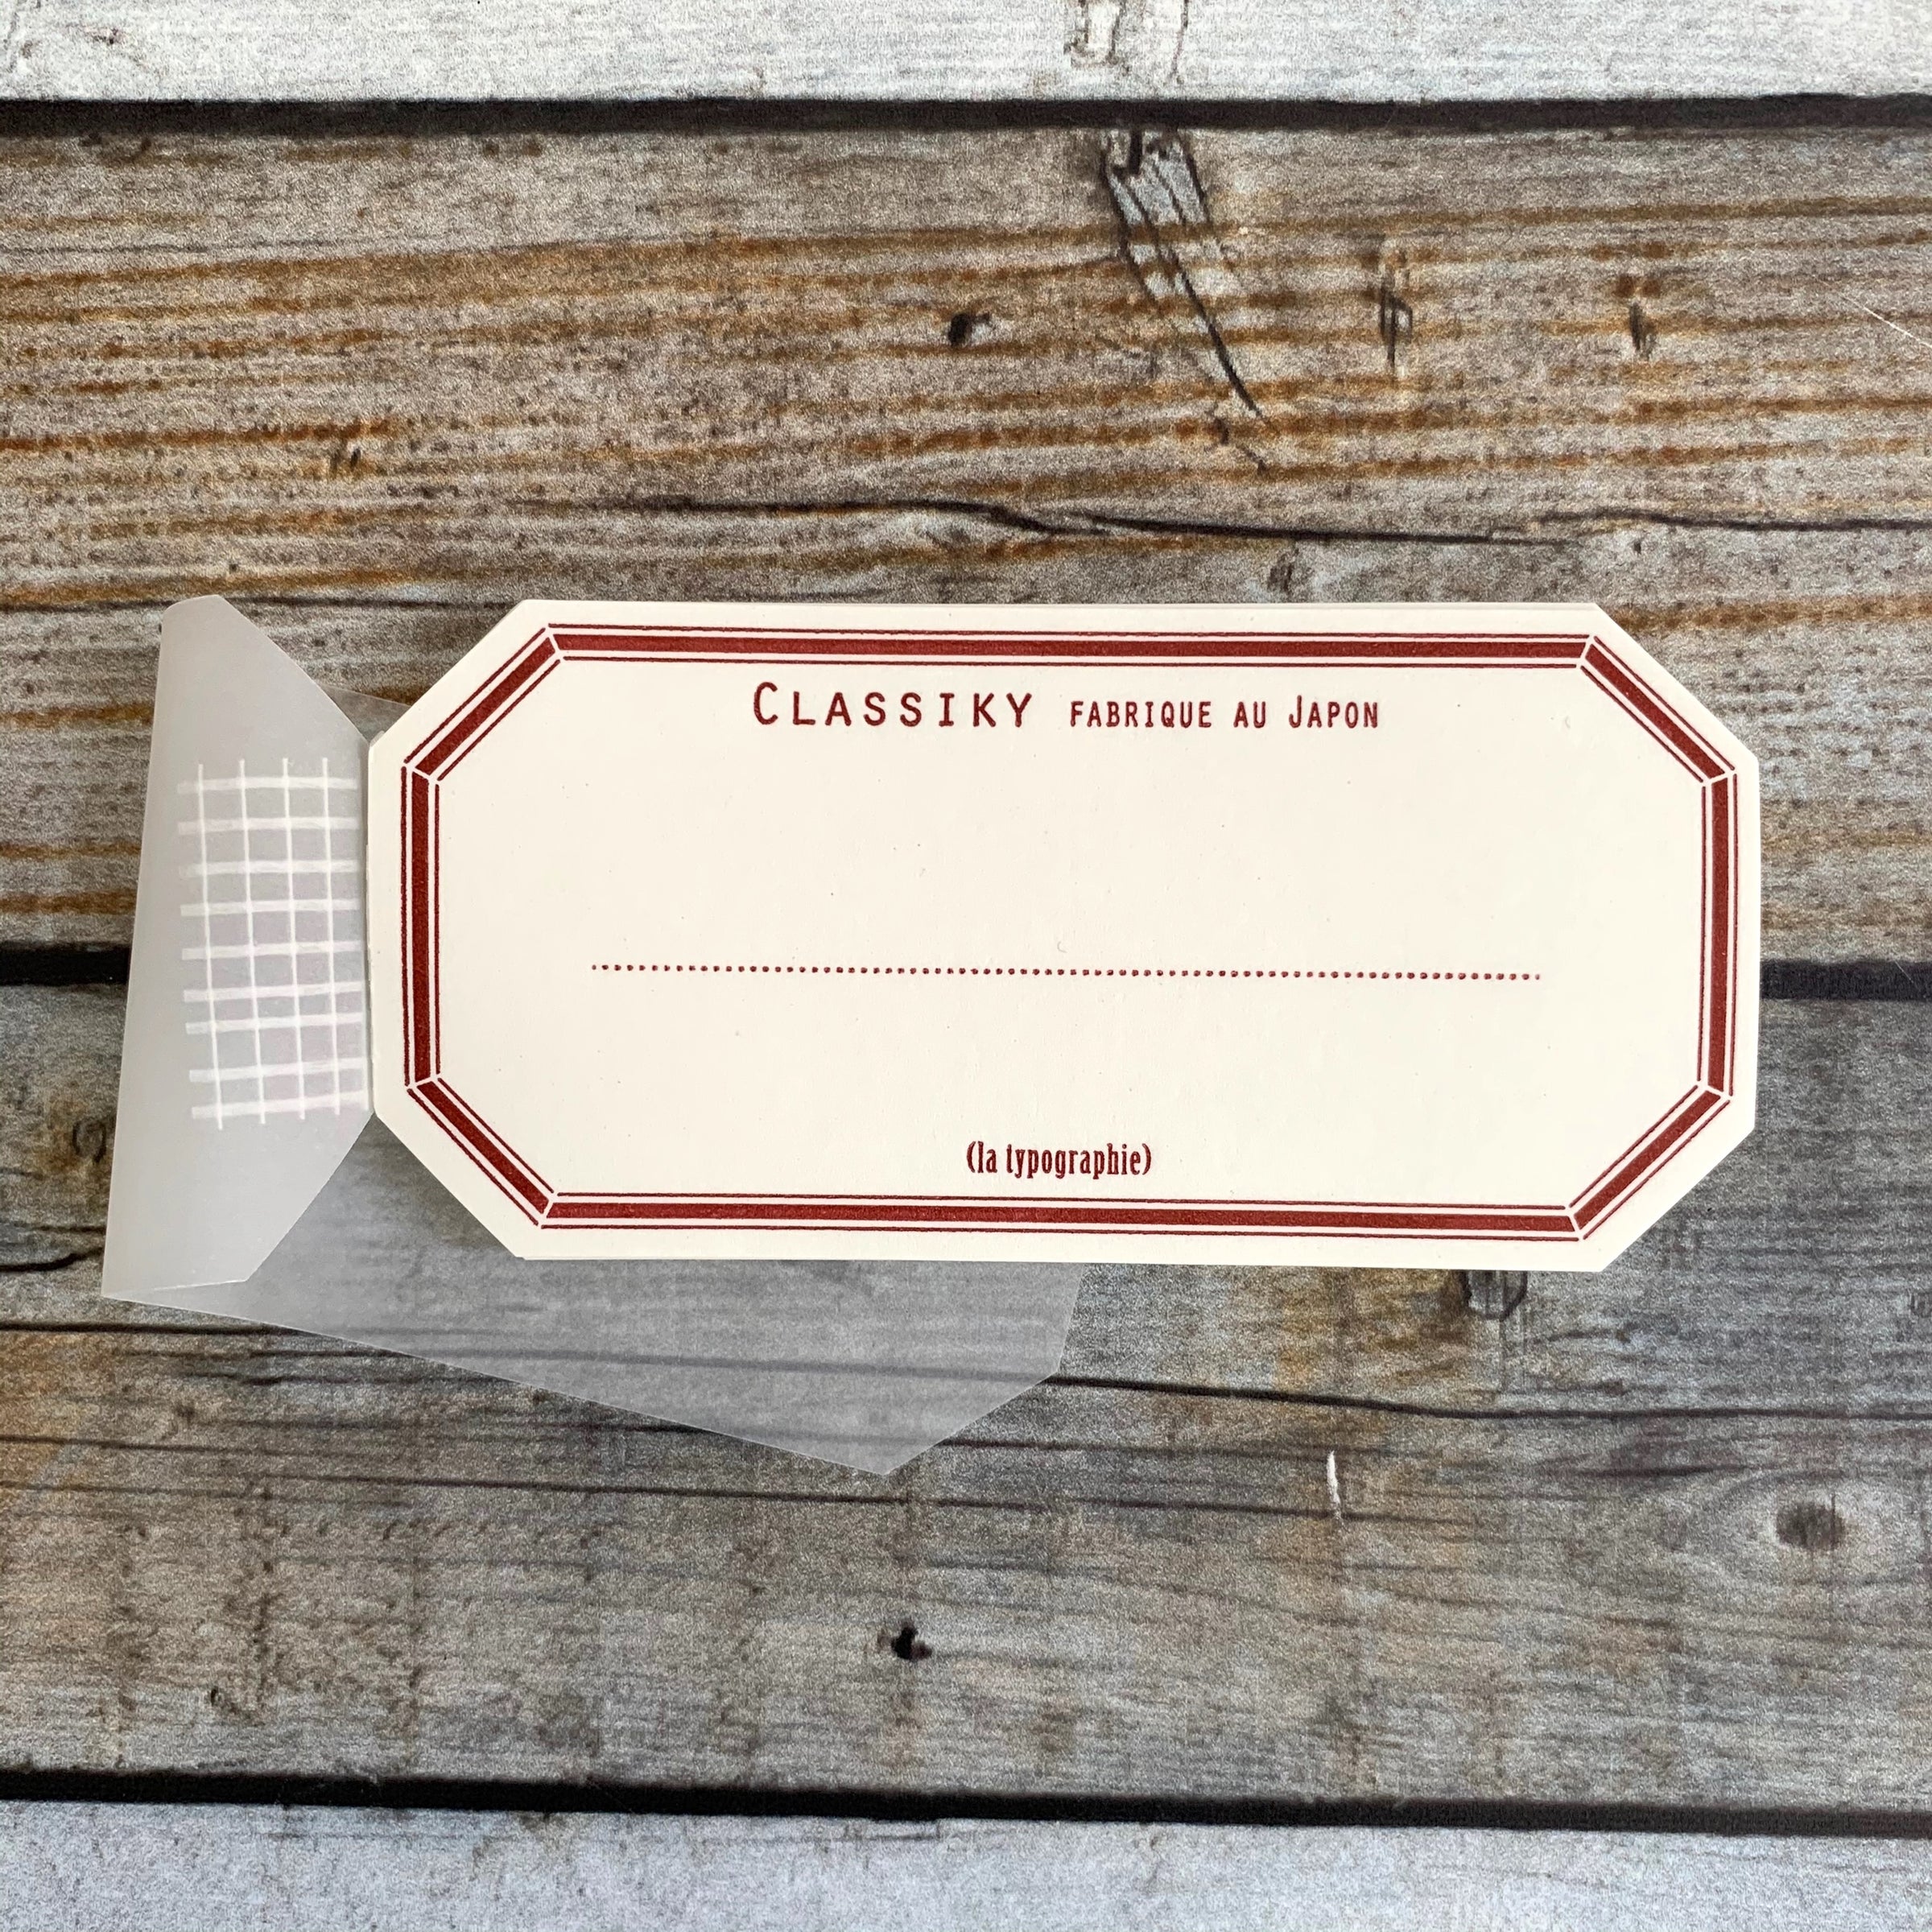 CLASSIKY FABRIQUE AU JAPON
(la typographie)